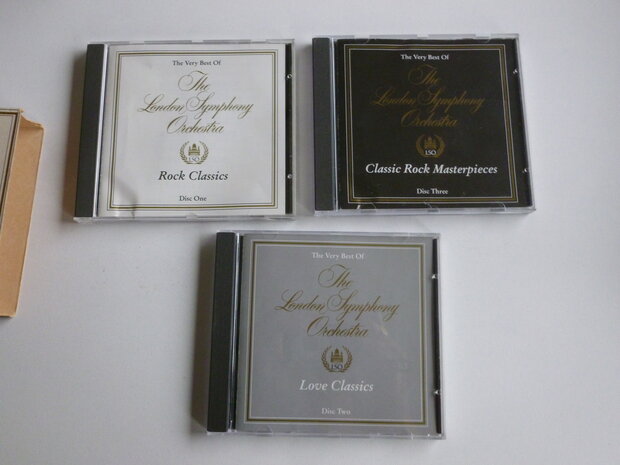 The Very Best Of
The
London Symphony
Orchestra
LSO
Rock Classics
Disc One
The Very Best Of
The
London Symphony
Orchestra
LSO
Classic Rock Masterpieces
Disc Three
The Very Best Of
The
London Symphony
Orchestra
LSO
Love Classics
Disc Two